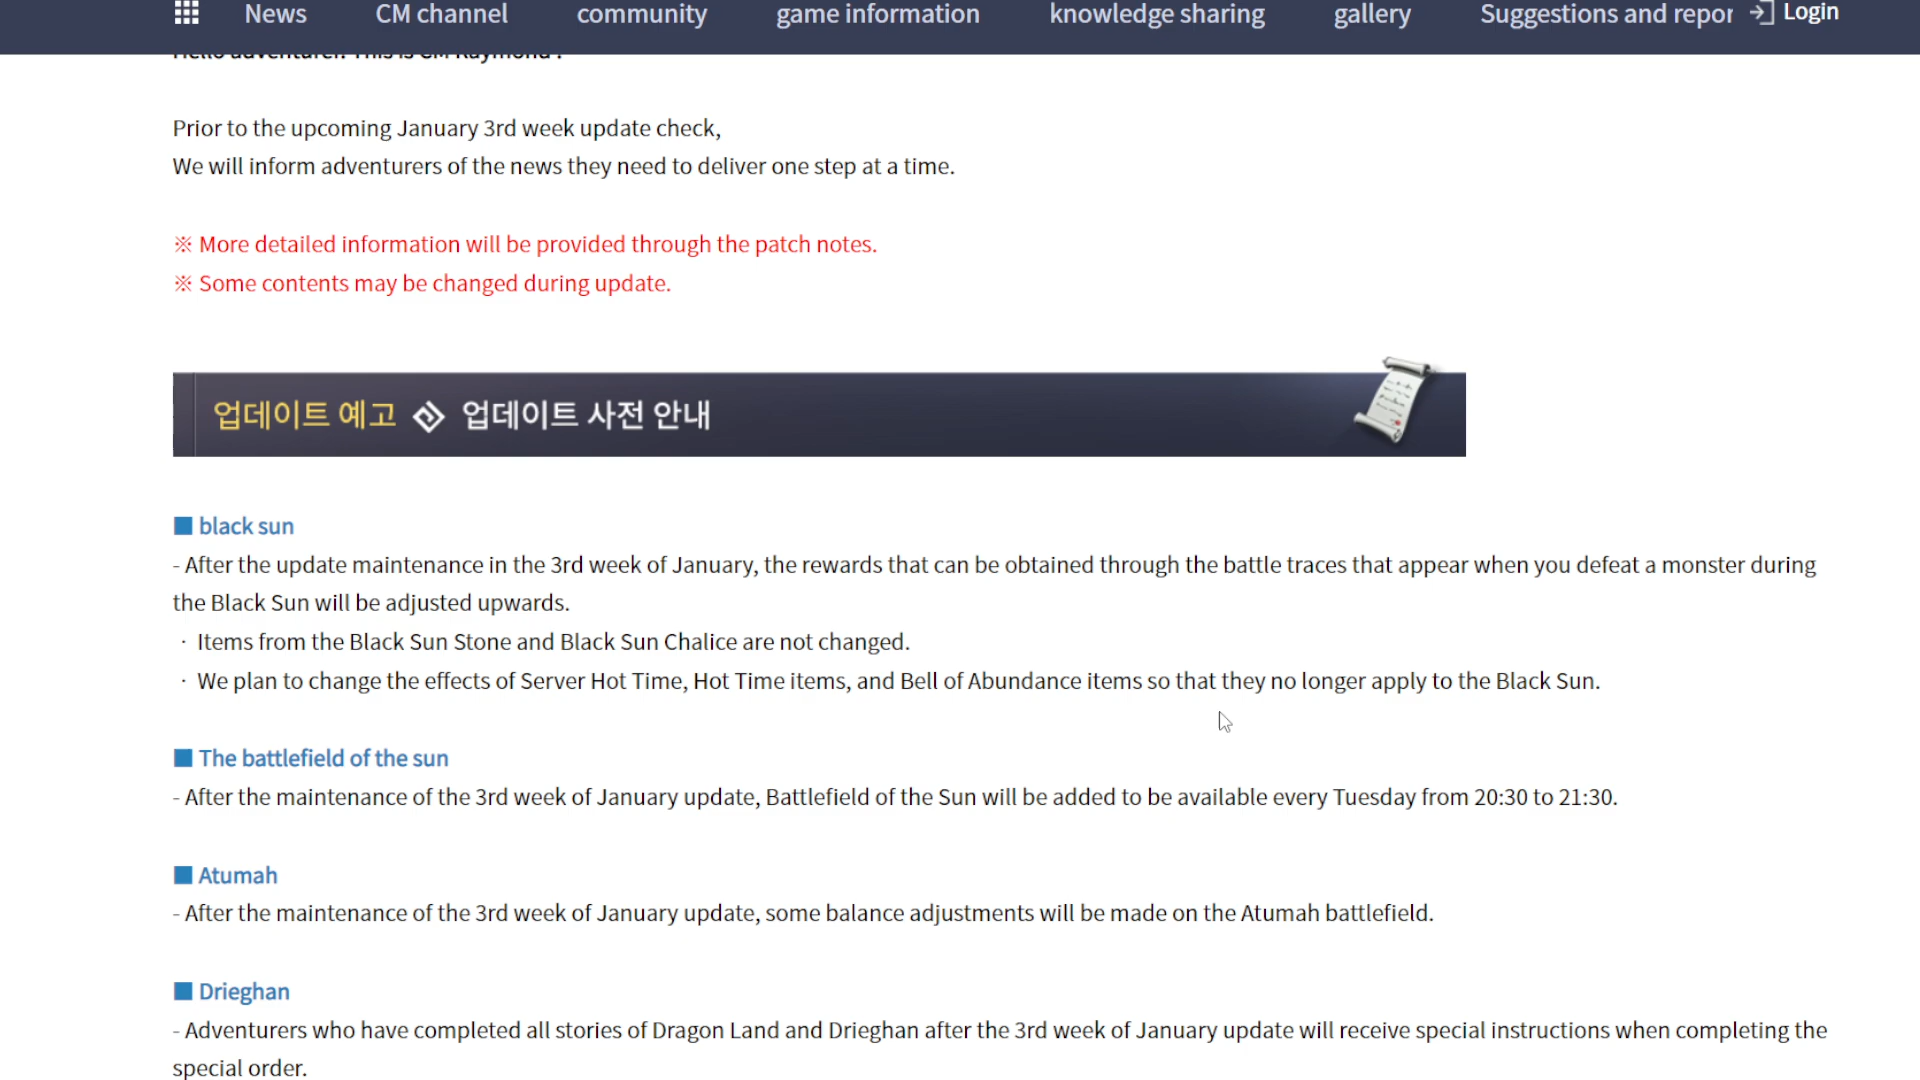 News CM channel community game information knowledge sharing gallery Suggestions and repor Login
Hello adventurer! This is CM Raymond .
Prior to the upcoming January 3rd week update check,
We will inform adventurers of the news they need to deliver one step at a time.
※ More detailed information will be provided through the patch notes.
※ Some contents may be changed during update.
업데이트 예고 업데이트 사전 안내
■ black sun
- After the update maintenance in the 3rd week of January, the rewards that can be obtained through the battle traces that appear when you defeat a monster during
the Black Sun will be adjusted upwards.
· Items from the Black Sun Stone and Black Sun Chalice are not changed.
· We plan to change the effects of Server Hot Time, Hot Time items, and Bell of Abundance items so that they no longer apply to the Black Sun.
■ The battlefield of the sun
- After the maintenance of the 3rd week of January update, Battlefield of the Sun will be added to be available every Tuesday from 20:30 to 21:30.
■ Atumah
- After the maintenance of the 3rd week of January update, some balance adjustments will be made on the Atumah battlefield.
■ Drieghan
- Adventurers who have completed all stories of Dragon Land and Drieghan after the 3rd week of January update will receive special instructions when completing the
special order.